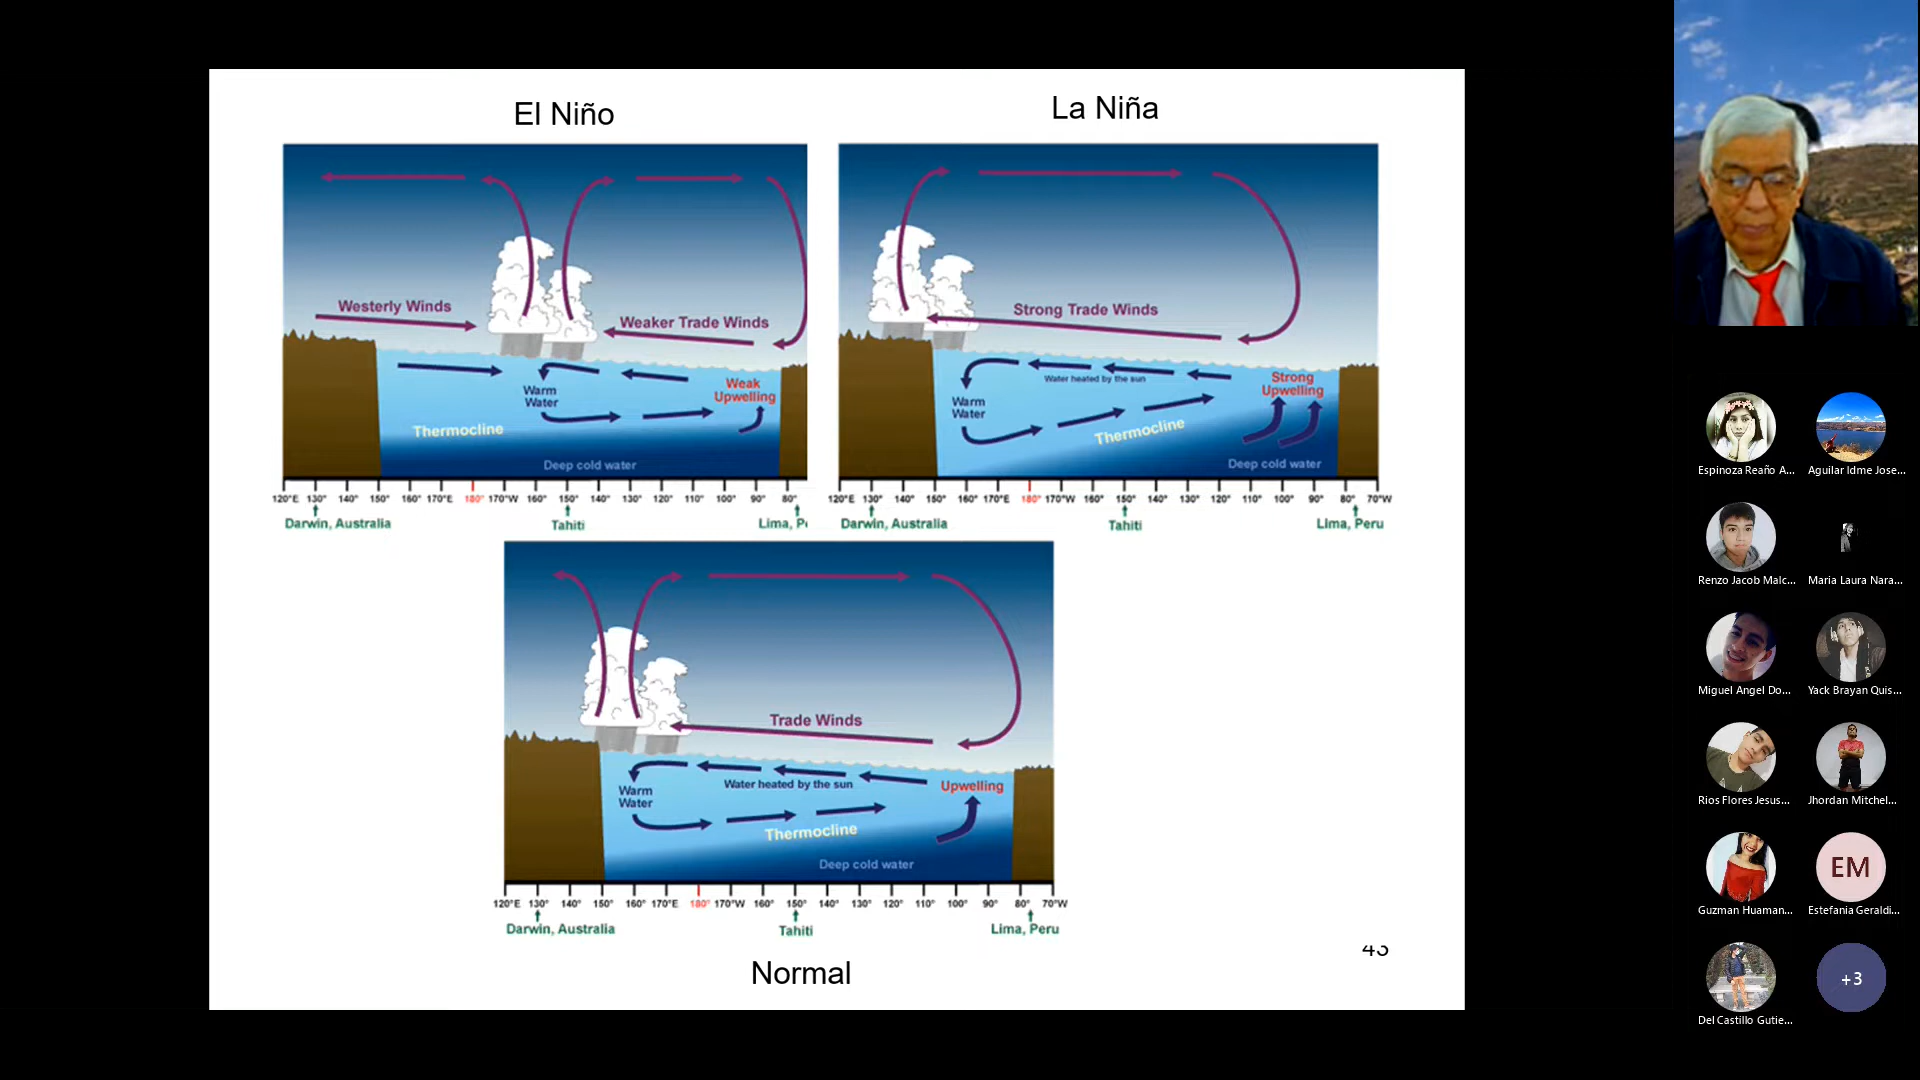 El Niño
La Niña
Westerly Winds
Weaker Trade Winds
Warm
Water
Weak
Upwelling
Thermocline
Deep cold water
120°E 130° 140° 150° 160° 170°E 180° 170°W 160° 150° 140° 130° 120° 110° 100° 90° 80°
Darwin, Australia
Tahiti
Lima, Pe
Strong Trade Winds
Water heated by the sun
Warm
Water
Strong
Upwelling
Thermocline
Deep cold water
120°E 130° 140° 150° 160° 170°E 180° 170°W 160° 150° 140° 130° 120° 110° 100° 90° 80° 70°W
Darwin, Australia
Tahiti
Lima, Peru
Trade Winds
Water heated by the sun
Warm
Water
Upwelling
Thermocline
Deep cold water
120°E 130° 140° 150° 160° 170°E 180° 170°W 160° 150° 140° 130° 120° 110° 100° 90° 80° 70°W
Darwin, Australia
Tahiti
Lima, Peru
43
Normal
Espinoza Reaño A...
Aguilar Idme Jose...
Renzo Jacob Malc...
Maria Laura Nara...
Miguel Angel Do...
Yack Brayan Quis...
Rios Flores Jesus...
Jhordan Mitchel...
Guzman Huaman...
EM
Estefania Geraldi...
Del Castillo Gutie...
+3